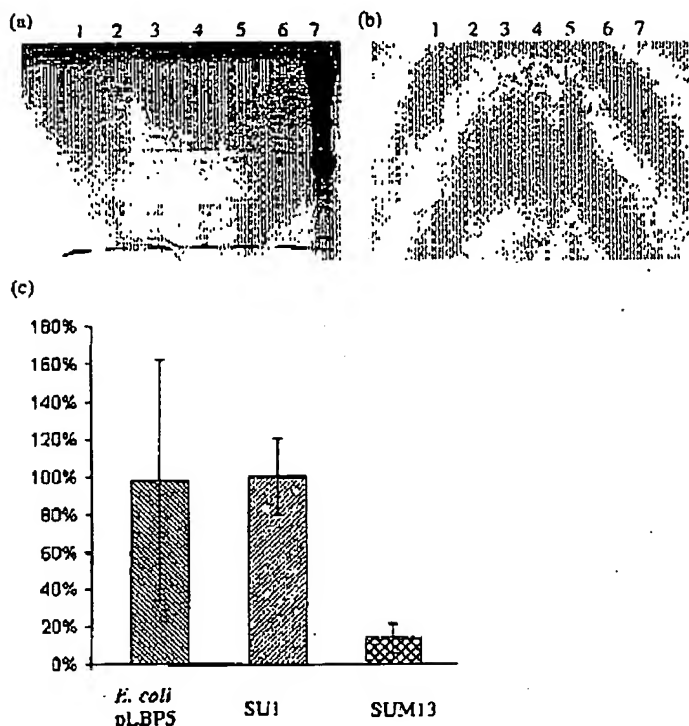 (a) 1 2 3 4 5 6 7
(b) 1 2 3 4 5 6 7
(c)
180%
160%
140%
120%
100%
80%
60%
40%
20%
0%
E. coli
pLBP5
SU1
SUM13